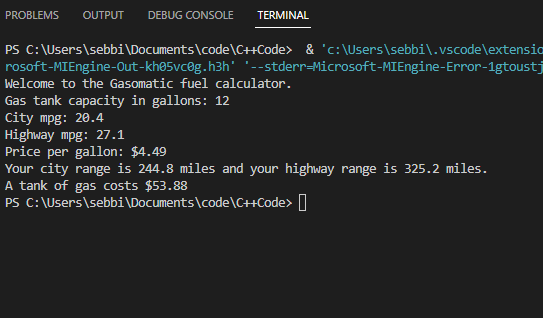 PROBLEMS OUTPUT DEBUG CONSOLE TERMINAL
PS C:\Users\sebbi\Documents\code\C++Code>  & 'c:\Users\sebbi\.vscode\extensio
rosoft-MIEngine-Out-kh05vc0g.h3h' '--stderr=Microsoft-MIEngine-Error-1gtoustj
Welcome to the Gasomatic fuel calculator.
Gas tank capacity in gallons: 12
City mpg: 20.4
Highway mpg: 27.1
Price per gallon: $4.49
Your city range is 244.8 miles and your highway range is 325.2 miles.
A tank of gas costs $53.88
PS C:\Users\sebbi\Documents\code\C++Code>